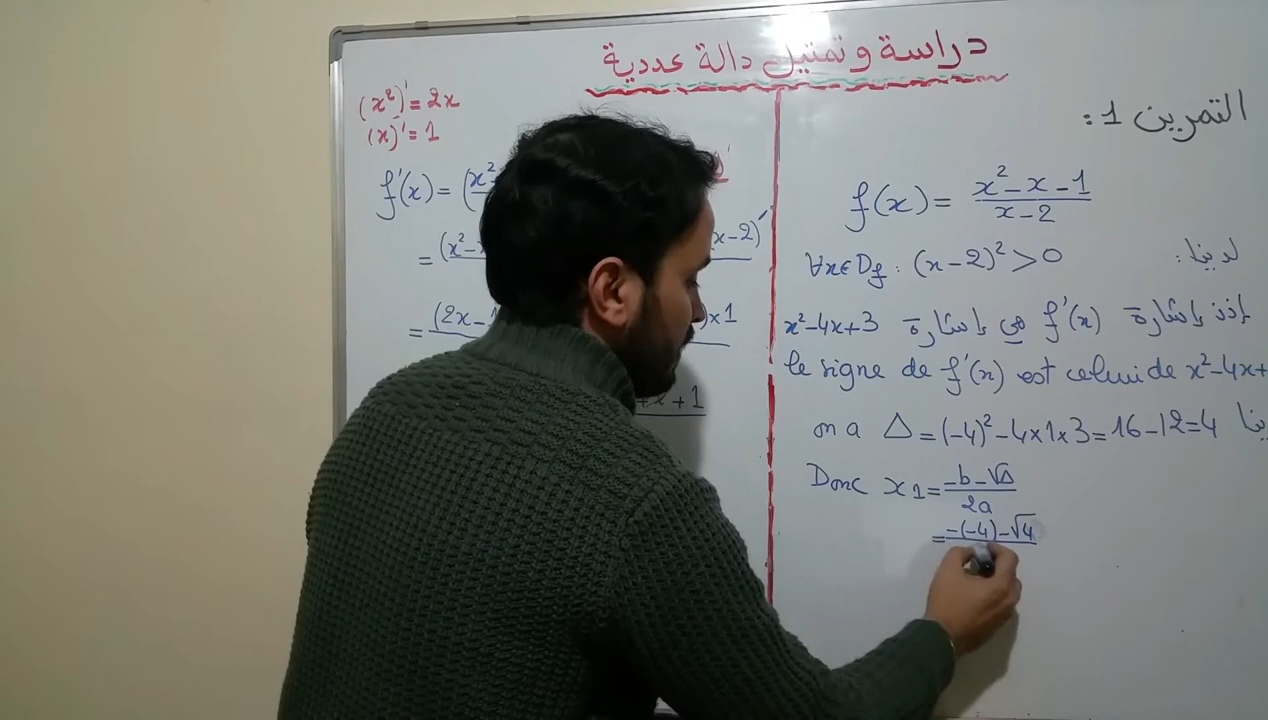 دراسة وتمثيل دالة عددية
التمرين 1 :
f(x) = (x² - x - 1)/(x - 2)
لدينا: ∀x∈Df : (x-2)² > 0
إذن إشارة f'(x) هي إشارة x²-4x+3
le signe de f'(x) est celui de x²-4x+
on a Δ = (-4)² - 4×1×3 = 16 - 12 = 4
Donc x1 = (-b - √Δ)/2a
= (-(-4) - √4)/
(x²)' = 2x
(x)' = 1
f'(x) = (x²
= (x² - x-2)'
= (2x - )×1
+x+1